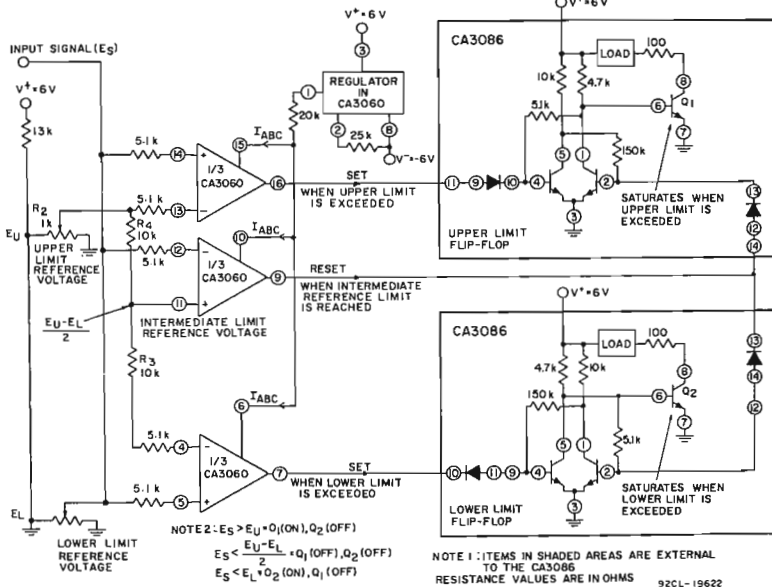 V⁺=6V
INPUT SIGNAL (ES)
V⁺=6V
13k
V⁺=6V
3
REGULATOR
IN
CA3060
1
2
8
20k
25k
V⁻=-6V
5.1k
14
+
15
IABC
1/3
CA3060
16
SET
WHEN UPPER LIMIT
IS EXCEEDED
5.1k
13
−
R2
1k
EU
UPPER
LIMIT
REFERENCE
VOLTAGE
R4
10k
5.1k
12
−
10
IABC
1/3
CA3060
9
RESET
WHEN INTERMEDIATE
REFERENCE LIMIT
IS REACHED
11
+
EU-EL
2
INTERMEDIATE LIMIT
REFERENCE VOLTAGE
R3
10k
6
IABC
5.1k
4
−
1/3
CA3060
7
SET
WHEN LOWER LIMIT
IS EXCEEDED
5.1k
5
+
EL
LOWER LIMIT
REFERENCE
VOLTAGE
CA3086
LOAD
100
10k
4.7k
8
5.1k
6
Q1
7
150k
5
1
11
9
10
4
2
3
SATURATES WHEN
UPPER LIMIT IS
EXCEEDED
UPPER LIMIT
FLIP-FLOP
13
12
14
V⁺=6V
CA3086
LOAD
100
4.7k
10k
8
150k
6
Q2
7
5
1
5.1k
10
11
9
4
2
3
SATURATES WHEN
LOWER LIMIT IS
EXCEEDED
LOWER LIMIT
FLIP-FLOP
13
14
12
NOTE 2: ES > EU = Q1(ON), Q2 (OFF)
ES < EU-EL/2 = Q1 (OFF), Q2 (OFF)
ES < EL = Q2 (ON), Q1 (OFF)
NOTE 1: ITEMS IN SHADED AREAS ARE EXTERNAL
TO THE CA3086
RESISTANCE VALUES ARE IN OHMS
92CL-19622